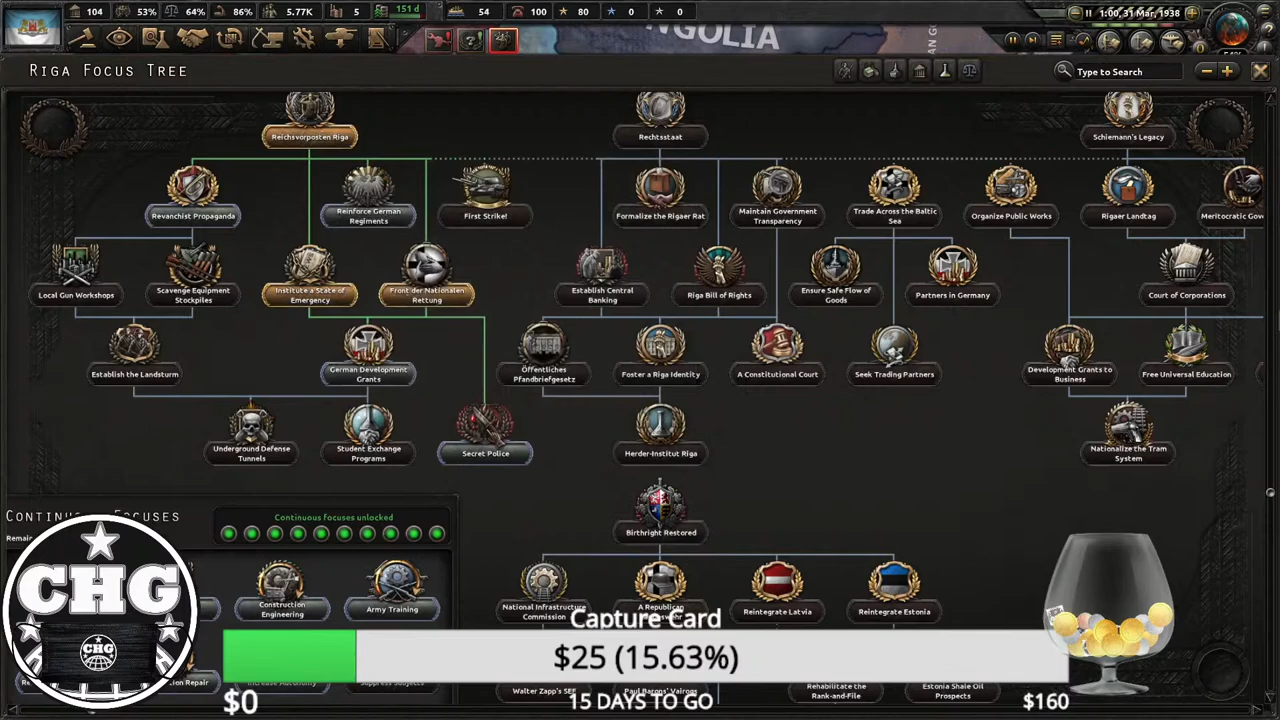 104 53% 64% 86% 5.77K 5 151 d 54 100 80 0 0
1:00, 31 Mar, 1938
NGOLIA
RIGA FOCUS TREE
Type to Search
Reichsvorposten Riga
Rechtsstaat
Schiemann's Legacy
Revanchist Propaganda
Reinforce German
Regiments
First Strike!
Formalize the Rigaer Rat
Maintain Government
Transparency
Trade Across the Baltic
Sea
Organize Public Works
Rigaer Landtag
Meritocratic Gov
Local Gun Workshops
Scavenge Equipment
Stockpiles
Institute a State of
Emergency
Front der Nationalen
Rettung
Establish Central
Banking
Riga Bill of Rights
Ensure Safe Flow of
Goods
Partners in Germany
Court of Corporations
Establish the Landsturm
German Development
Grants
Öffentliches
Pfandbriefgesetz
Foster a Riga Identity
A Constitutional Court
Seek Trading Partners
Development Grants to
Business
Free Universal Education
Underground Defense
Tunnels
Student Exchange
Programs
Secret Police
Herder-Institut Riga
Nationalize the Tram
System
Birthright Restored
CONTINU FOCUSES
Continuous focuses unlocked
Remai
Construction
Engineering
Army Training
National Infrastructure
Commission
A Republican
Reintegrate Latvia
Reintegrate Estonia
CHG
CHG
Capture Card
$25 (15.63%)
$0
15 DAYS TO GO
$160
Walter Zapp's SEF
Paul Barons' Vairogs
Rehabilitate the
Rank-and-File
Estonia Shale Oil
Prospects